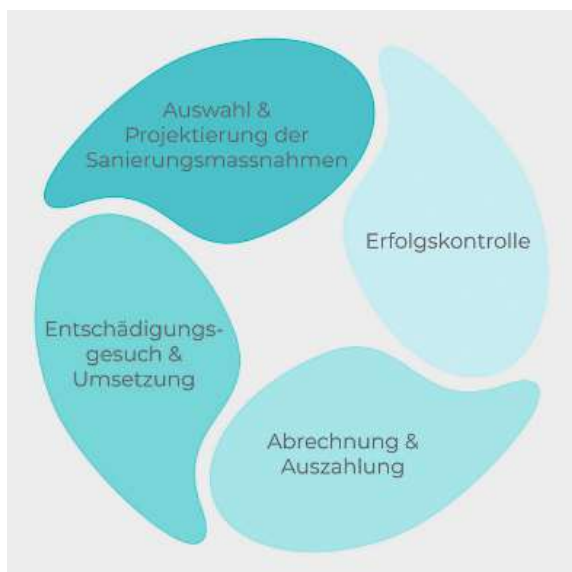 Auswahl &
Projektierung der
Sanierungsmassnahmen
Erfolgskontrolle
Entschädigungs-
gesuch &
Umsetzung
Abrechnung &
Auszahlung